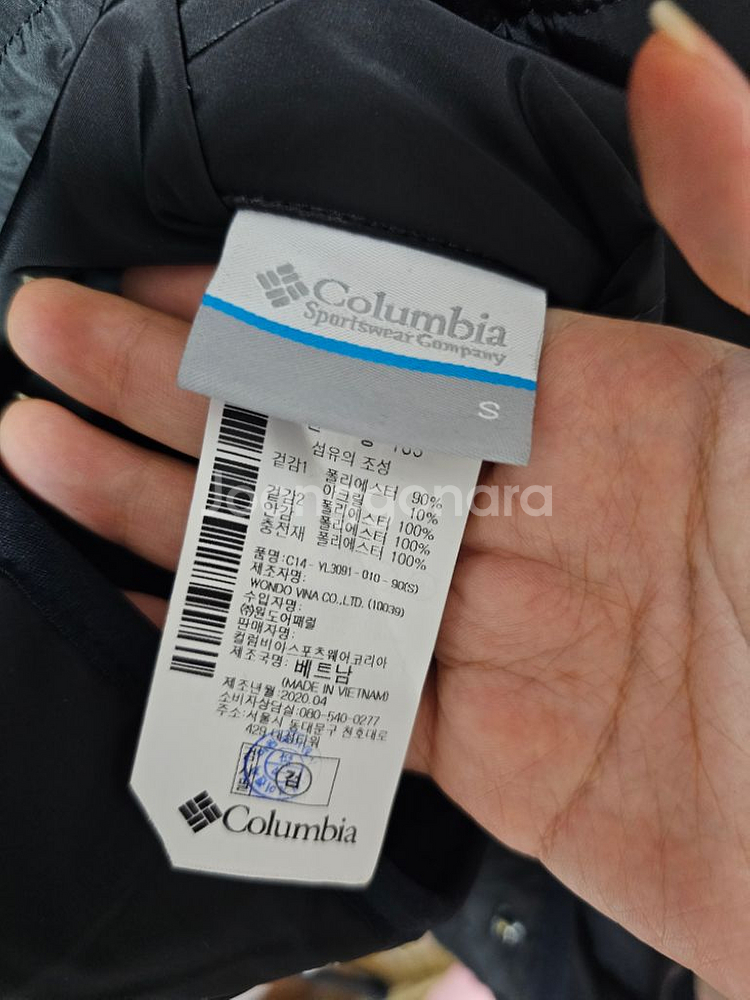 Columbia
Sportswear Company
S
섬유의 조성
겉감1 폴리에스터 90%
아크릴 10%
겉감2 폴리에스터 100%
안감 폴리에스터 100%
충전재 폴리에스터 100%
품명:C14 - YL3091 - 010 - 90(S)
제조자명:
WONDO VINA CO.,LTD. (10039)
수입자명:
㈜원도어패럴
판매자명:
컬럼비아스포츠웨어코리아
제조국명: 베트남
(MADE IN VIETNAM)
제조년월:2020.04
소비자상담실:080-540-0277
주소:서울시 동대문구 천호대로
429
검
Columbia
Joongonara